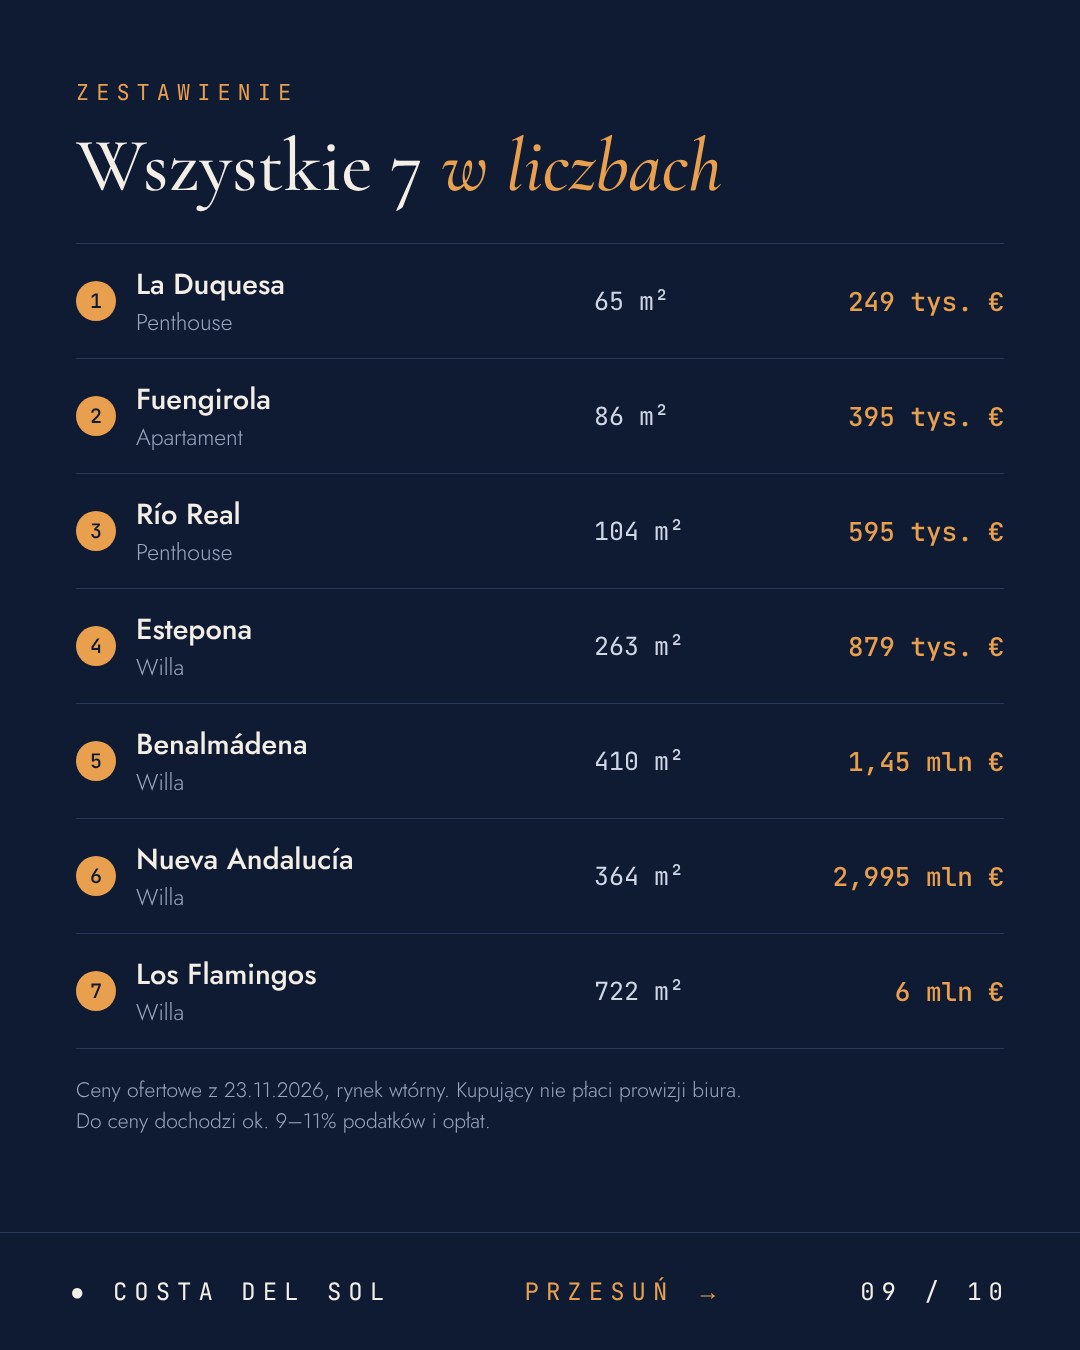 ZESTAWIENIE
Wszystkie 7 w liczbach
1 La Duquesa 65 m² 249 tys. €
Penthouse
2 Fuengirola 86 m² 395 tys. €
Apartament
3 Río Real 104 m² 595 tys. €
Penthouse
4 Estepona 263 m² 879 tys. €
Willa
5 Benalmádena 410 m² 1,45 mln €
Willa
6 Nueva Andalucía 364 m² 2,995 mln €
Willa
7 Los Flamingos 722 m² 6 mln €
Willa
Ceny ofertowe z 23.11.2026, rynek wtórny. Kupujący nie płaci prowizji biura.
Do ceny dochodzi ok. 9–11% podatków i opłat.
● COSTA DEL SOL PRZESUŃ → 09 / 10